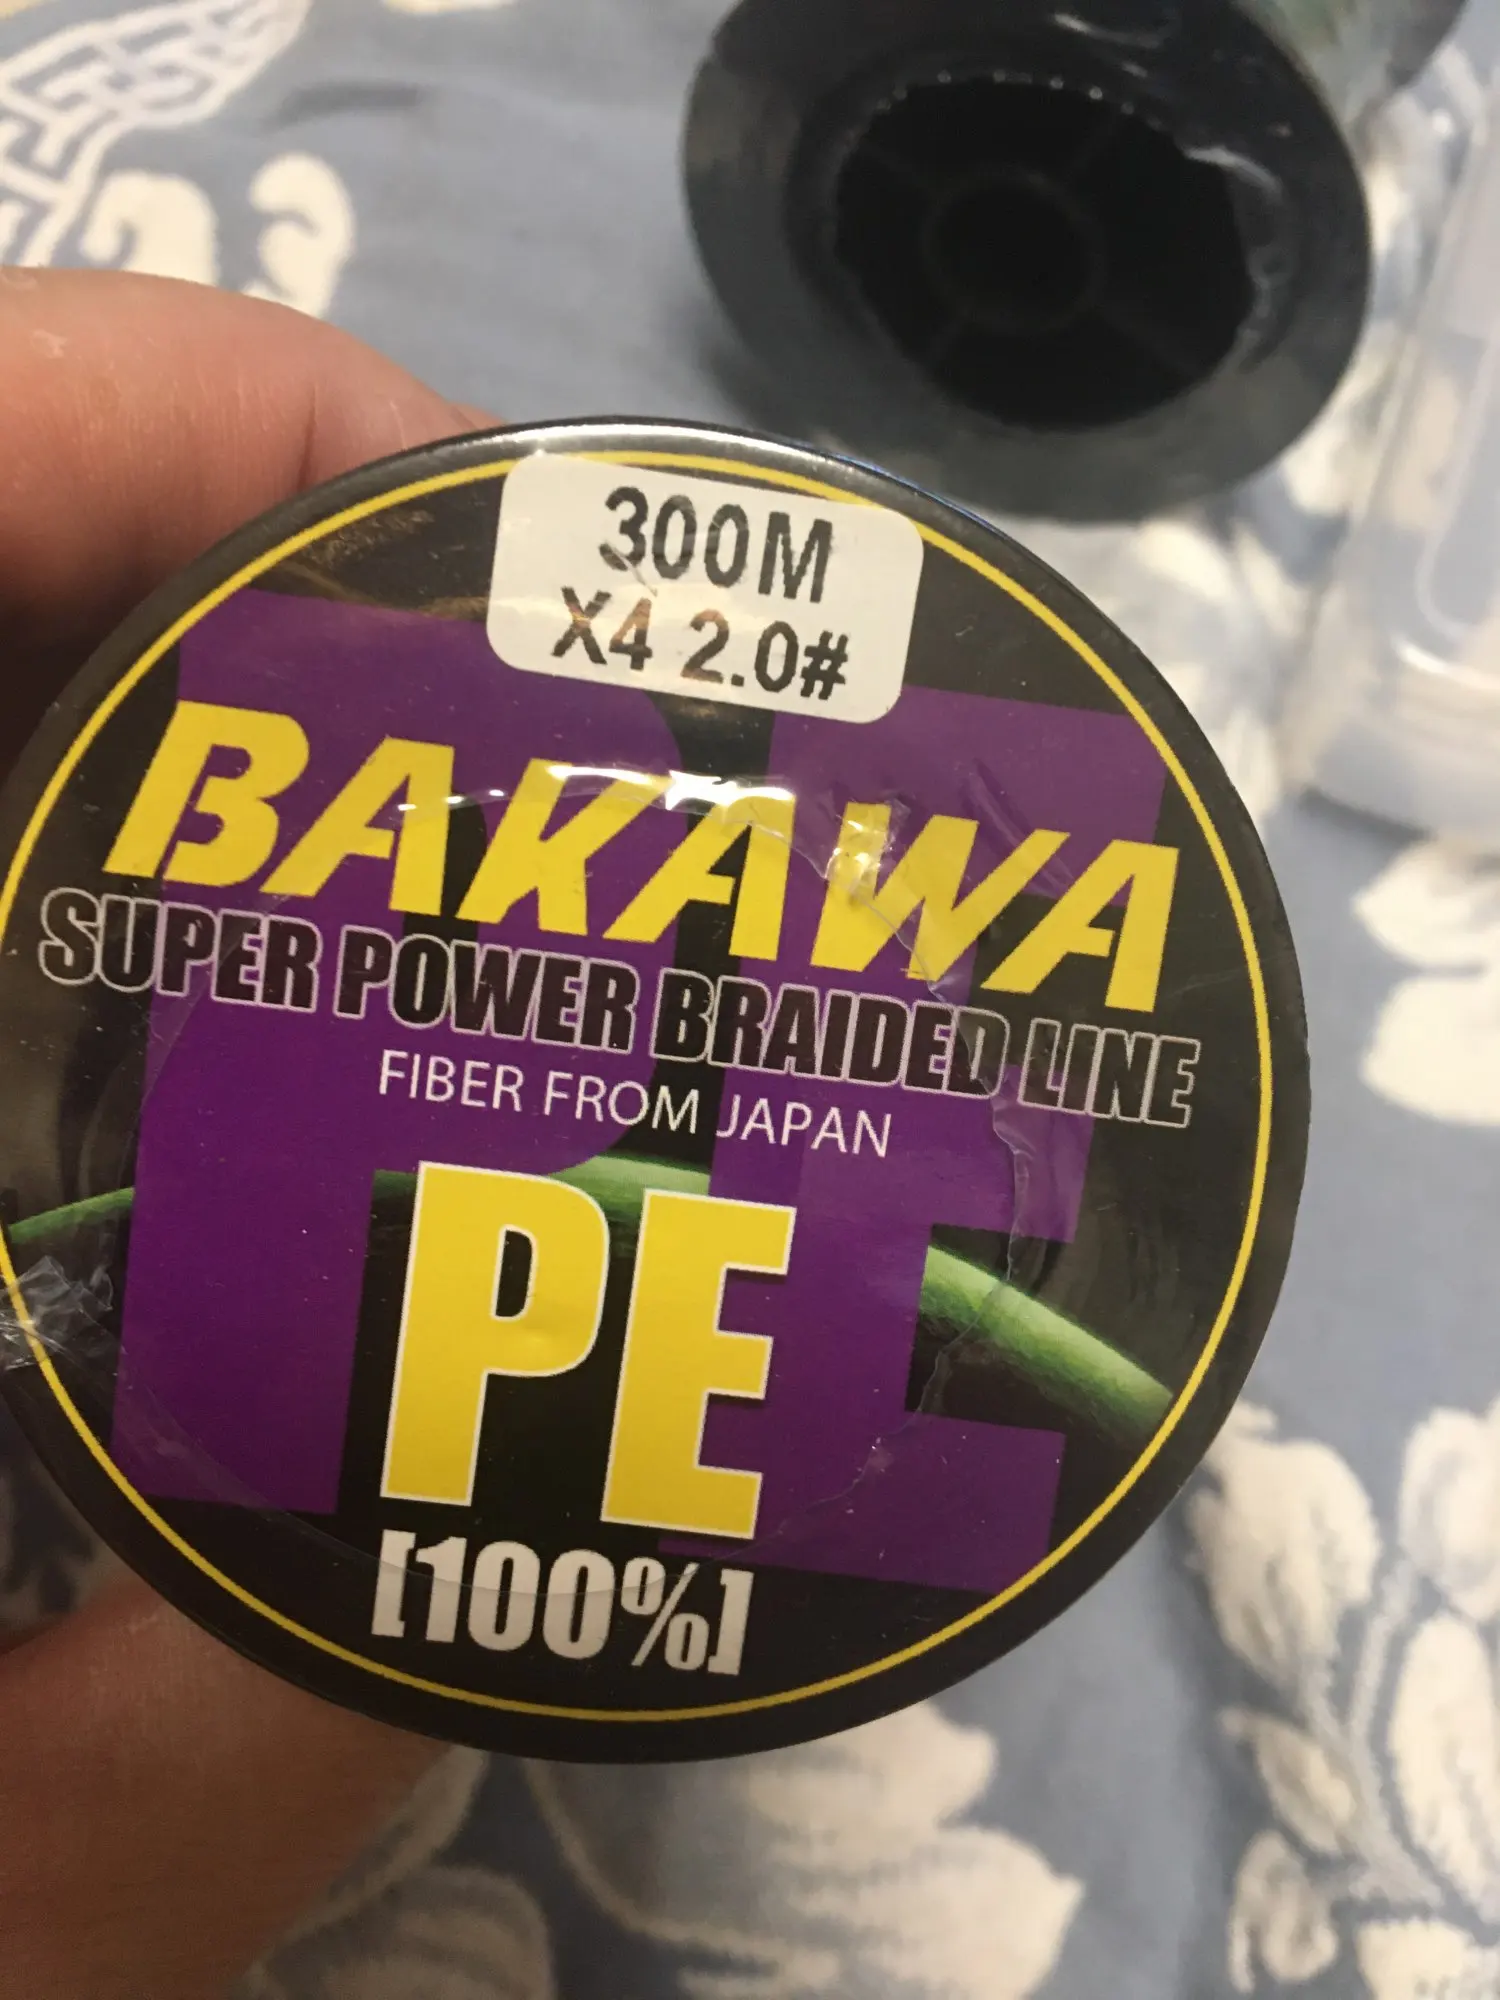 300M
X4 2.0#
BAKAWA
SUPER POWER BRAIDED LINE
FIBER FROM JAPAN
PE
[100%]